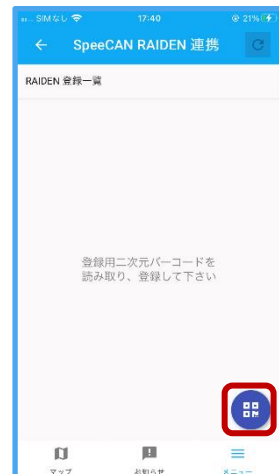 SIMなし 17:40 21%
SpeeCAN RAIDEN 連携
RAIDEN 登録一覧
登録用二次元バーコードを
読み取り、登録して下さい
マップ お知らせ メニュー